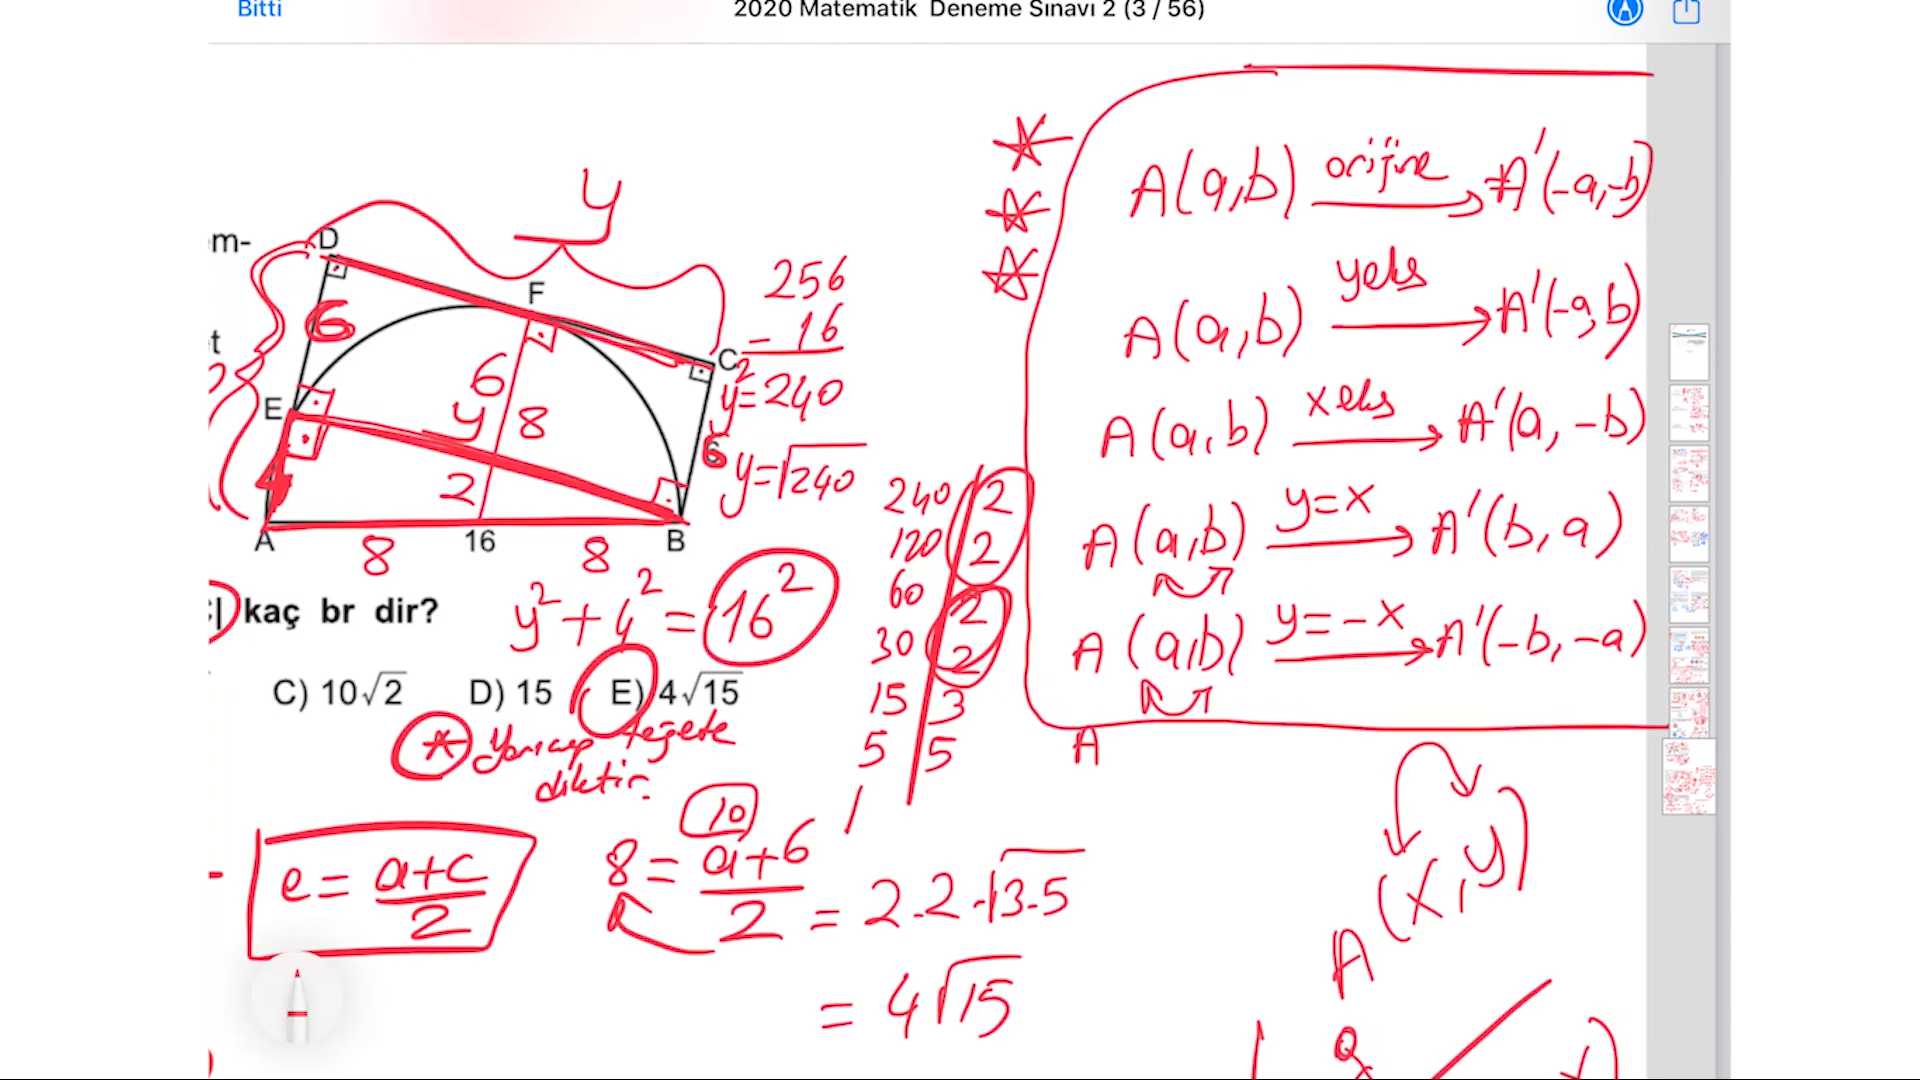 Bitti
2020 Matematik Deneme Sınavı 2 (3 / 56)
m-
t
y
D
F
C
E
A
B
6
6
y
8
2
4
6
8
16
8
256
- 16
y²=240
y=√240
kaç br dir?
y²+4²=16²
C) 10√2 D) 15 E) 4√15
yarıçap teğete
diktir.
e = a+c / 2
10
8 = a+6 / 2
= 2.2.√3.5
= 4√15
240 2
120 2
60 2
30 2
15 3
5 5
1
A(a,b) orijine → A'(-a,-b)
A(a,b) yeks → A'(-a,b)
A(a,b) xeks → A'(a,-b)
A(a,b) y=x → A'(b,a)
A(a,b) y=-x → A'(-b,-a)
A
A(x,y)